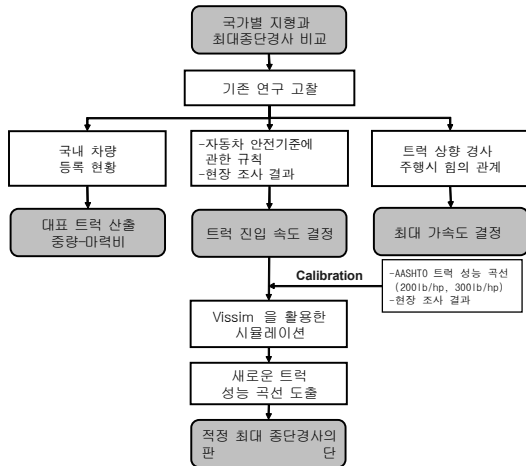 국가별 지형과
최대종단경사 비교
기존 연구 고찰
국내 차량
등록 현황
-자동차 안전기준에
관한 규칙
-현장 조사 결과
트럭 상향 경사
주행시 힘의 관계
대표 트럭 산출
중량-마력비
트럭 진입 속도 결정
최대 가속도 결정
Calibration
-AASHTO 트럭 성능 곡선
(200lb/hp, 300lb/hp)
-현장 조사 결과
Vissim 을 활용한
시뮬레이션
새로운 트럭
성능 곡선 도출
적정 최대 종단경사의
판 단